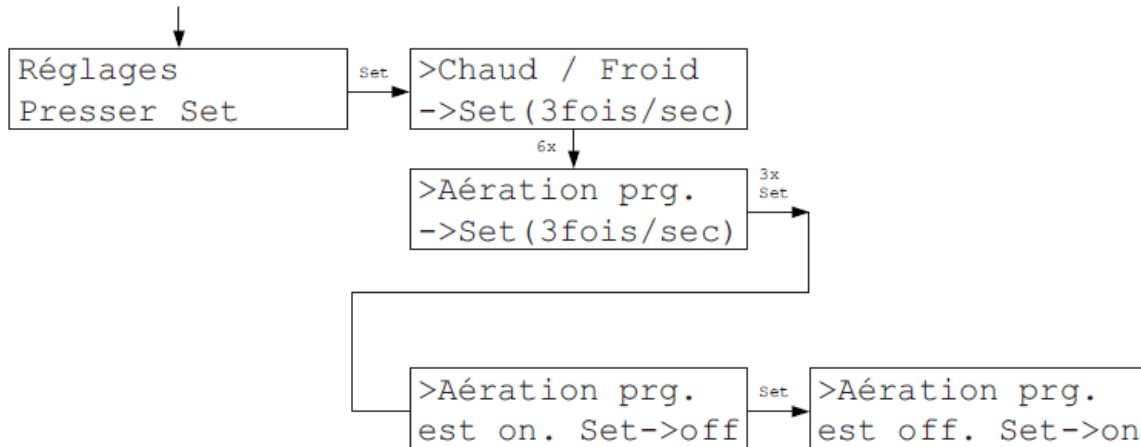 Réglages
Presser Set
Set
>Chaud / Froid
->Set(3fois/sec)
6x
>Aération prg.
->Set(3fois/sec)
3x
Set
>Aération prg.
est on. Set->off
Set
>Aération prg.
est off. Set->on